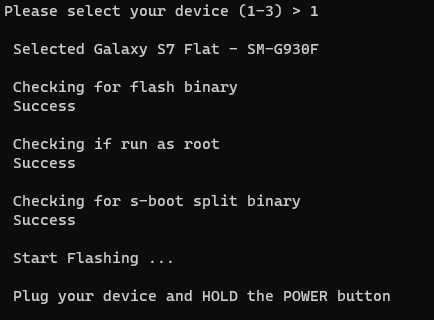 Please select your device (1-3) > 1
Selected Galaxy S7 Flat - SM-G930F
Checking for flash binary
Success
Checking if run as root
Success
Checking for s-boot split binary
Success
Start Flashing ...
Plug your device and HOLD the POWER button